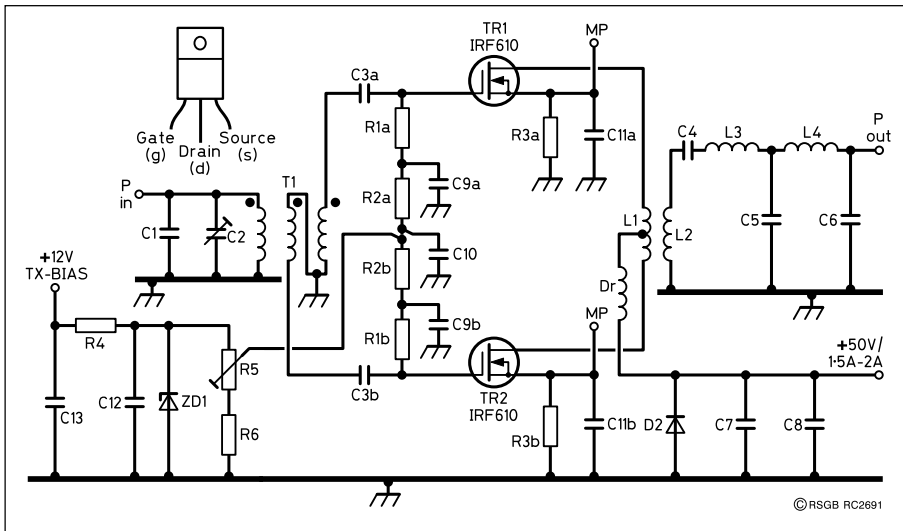 TR1
IRF610
MP
C3a
R1a
R3a
C11a
C4
L3
L4
P
out
Gate
(g)
Drain
(d)
Source
(s)
P
in
T1
R2a
C9a
C1
C2
C10
L1
L2
C5
C6
+12V
TX-BIAS
R2b
Dr
R4
R1b
C9b
MP
+50V/
1·5A-2A
R5
C3b
TR2
IRF610
C13
C12
ZD1
R6
R3b
C11b
D2
C7
C8
© RSGB RC2691